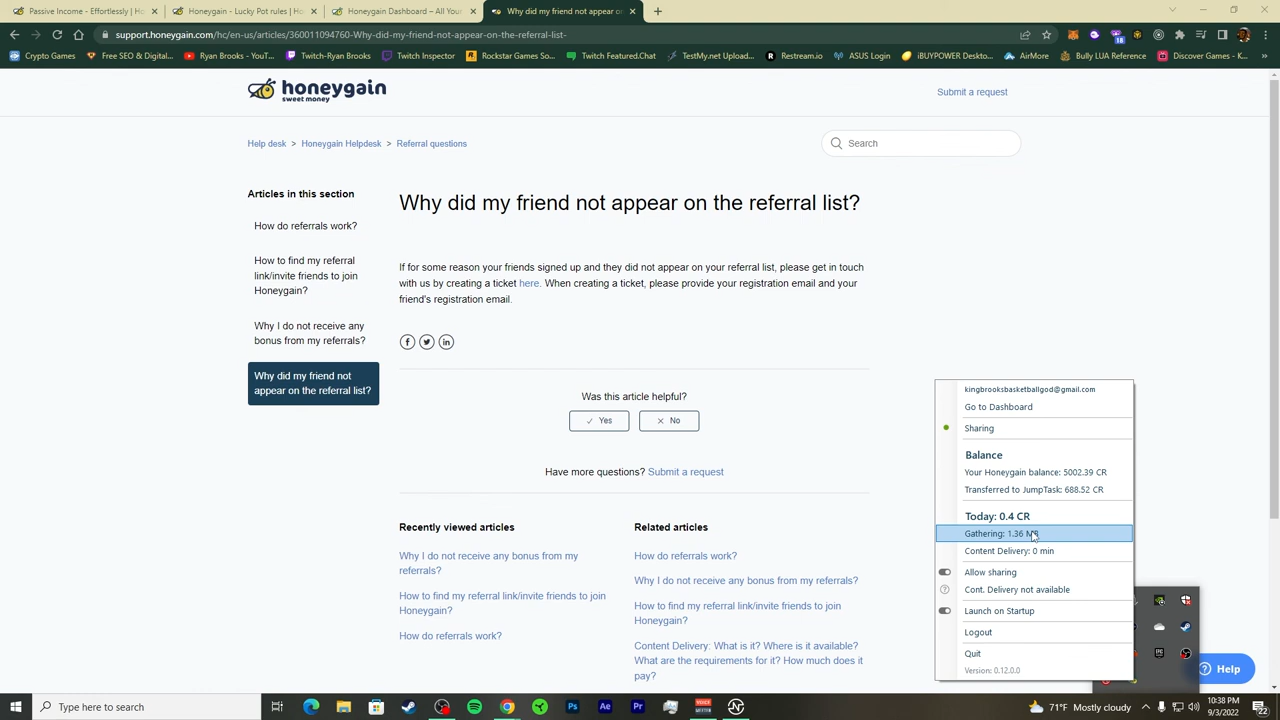 Passive Income - Effortlessly | H
Honeygain - Lucky Pot rules | Ho
Honeygain Dashboard – All Your
Why did my friend not appear on
support.honeygain.com/hc/en-us/articles/360011094760-Why-did-my-friend-not-appear-on-the-referral-list-
Crypto Games
Free SEO & Digital...
Ryan Brooks - YouT...
Twitch-Ryan Brooks
Twitch Dashboard
Rockstar Games So...
Twitch Featured.Chat
TestMy.net Upload...
Restream.io
ASUS Login
iBUYPOWER Deskto...
AirMore
Bully LUA Reference
Discover Games - K...
honeygain
sweet money
Submit a request
Help desk > Honeygain Helpdesk > Referral questions
Search
Articles in this section
How do referrals work?
How to find my referral
link/invite friends to join
Honeygain?
Why I do not receive any
bonus from my referrals?
Why did my friend not
appear on the referral list?
Why did my friend not appear on the referral list?
If for some reason your friends signed up and they did not appear on your referral list, please get in touch
with us by creating a ticket here. When creating a ticket, please provide your registration email and your
friend's registration email.
Was this article helpful?
Yes
No
Have more questions? Submit a request
Recently viewed articles
Why I do not receive any bonus from my
referrals?
How to find my referral link/invite friends to join
Honeygain?
How do referrals work?
Related articles
How do referrals work?
Why I do not receive any bonus from my referrals?
How to find my referral link/invite friends to join
Honeygain?
Content Delivery: What is it? Where is it available?
What are the requirements for it? How much does it
pay?
kingbrooksbasketballgod@gmail.com
Go to Dashboard
Sharing
Balance
Your Honeygain balance: 5002.39 CR
Transferred to JumpTask: 688.52 CR
Today: 0.4 CR
Gathering: 1.36 MB
Content Delivery: 0 min
Allow sharing
Cont. Delivery not available
Launch on Startup
Logout
Quit
Version: 0.12.0.0
Help
Type here to search
71°F Mostly cloudy
10:38 PM
9/3/2022